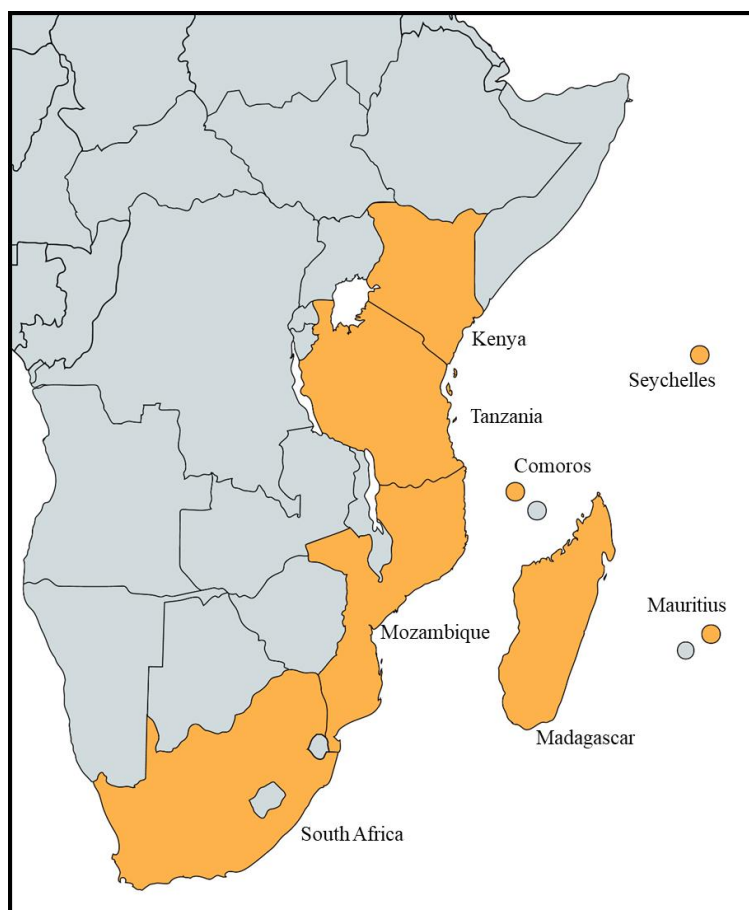 Kenya
Seychelles
Tanzania
Comoros
Mauritius
Mozambique
Madagascar
South Africa